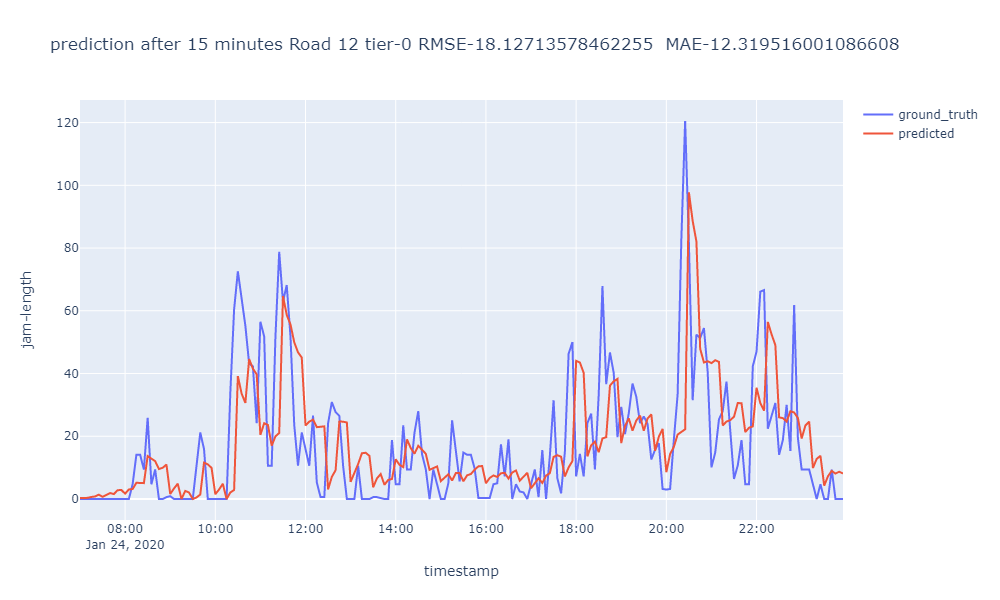 prediction after 15 minutes Road 12 tier-0 RMSE-18.12713578462255  MAE-12.319516001086608
ground_truth
predicted
120
100
80
60
40
20
0
jam-length
08:00 10:00 12:00 14:00 16:00 18:00 20:00 22:00
Jan 24, 2020
timestamp